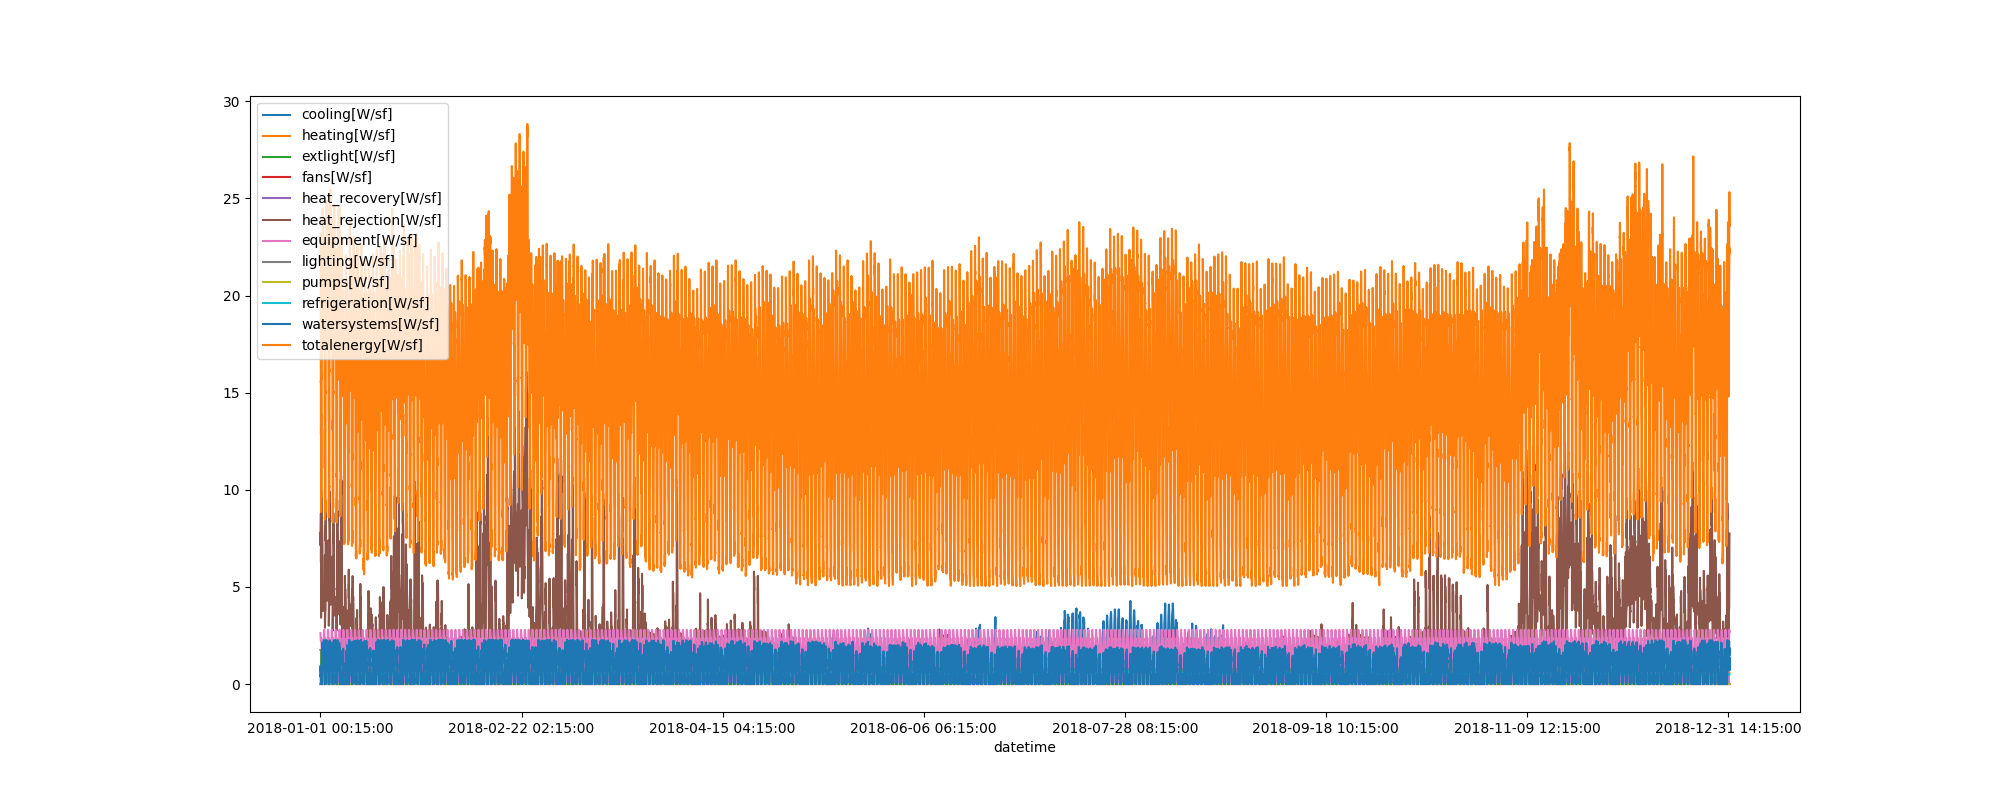 30
25
20
15
10
5
0
cooling[W/sf]
heating[W/sf]
extlight[W/sf]
fans[W/sf]
heat_recovery[W/sf]
heat_rejection[W/sf]
equipment[W/sf]
lighting[W/sf]
pumps[W/sf]
refrigeration[W/sf]
watersystems[W/sf]
totalenergy[W/sf]
2018-01-01 00:15:00 2018-02-22 02:15:00 2018-04-15 04:15:00 2018-06-06 06:15:00 2018-07-28 08:15:00 2018-09-18 10:15:00 2018-11-09 12:15:00 2018-12-31 14:15:00
datetime